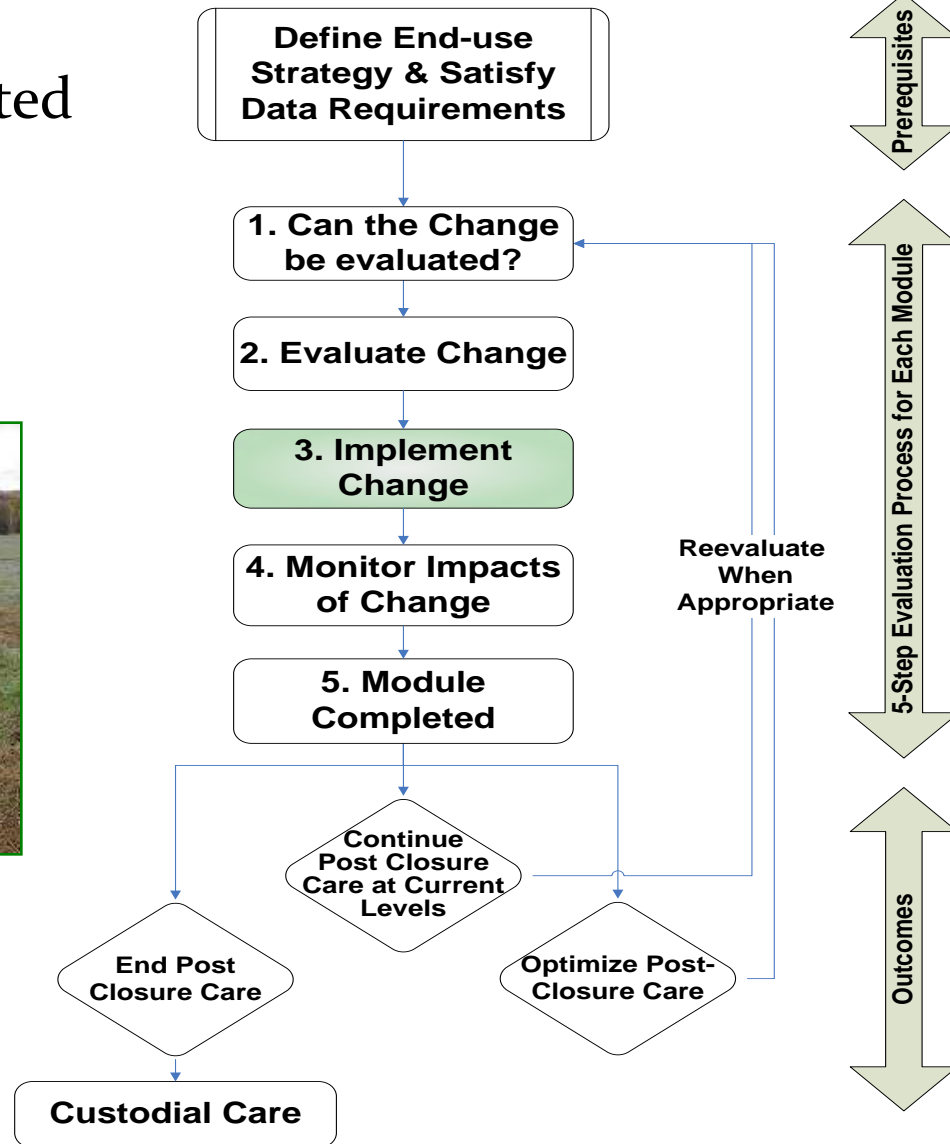 ted
Define End-use
Strategy & Satisfy
Data Requirements
Prerequisites
1. Can the Change
be evaluated?
2. Evaluate Change
3. Implement
Change
4. Monitor Impacts
of Change
5. Module
Completed
Reevaluate
When
Appropriate
5-Step Evaluation Process for Each Module
Continue
Post Closure
Care at Current
Levels
End Post
Closure Care
Optimize Post-
Closure Care
Outcomes
Custodial Care